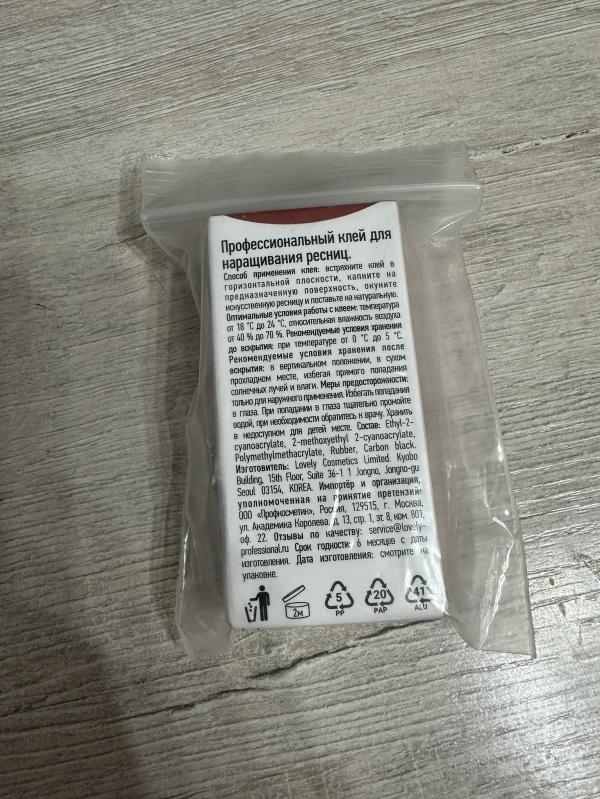 Профессиональный клей для
наращивания ресниц.
Способ применения клея: встряхните клей в
горизонтальной плоскости, капните на
предназначенную поверхность, окуните
искусственную ресницу и поставьте на натуральную.
Оптимальные условия работы с клеем: температура
от 18 °C до 24 °C, относительная влажность воздуха
от 40 % до 70 %. Рекомендуемые условия хранения
до вскрытия: при температуре от 0 °C до 5 °C.
Рекомендуемые условия хранения после
вскрытия: в вертикальном положении, в сухом
прохладном месте, избегая прямого попадания
солнечных лучей и влаги. Меры предосторожности:
только для наружного применения. Избегать попадания
в глаза. При попадании в глаза тщательно промойте
водой, при необходимости обратитесь к врачу. Хранить
в недоступном для детей месте. Состав: Ethyl-2-
cyanoacrylate, 2-methoxyethyl 2-cyanoacrylate,
Polymethylmethacrylate, Rubber, Carbon black.
Изготовитель: Lovely Cosmetics Limited. Kyobo
Building, 15th Floor, Suite 36-1 1 Jongno, Jongno-gu
Seoul 03154, KOREA. Импортёр и организация,
уполномоченная на принятие претензий:
ООО «Профкосметик», Россия, 129515, г. Москва,
ул. Академика Королева, д. 13, стр. 1, эт. 8, ком. 801,
оф. 22. Отзывы по качеству: service@lovely-
professional.ru Срок годности: 6 месяцев с даты
изготовления. Дата изготовления: смотрите на
упаковке.
2М
5
PP
20
PAP
41
ALU